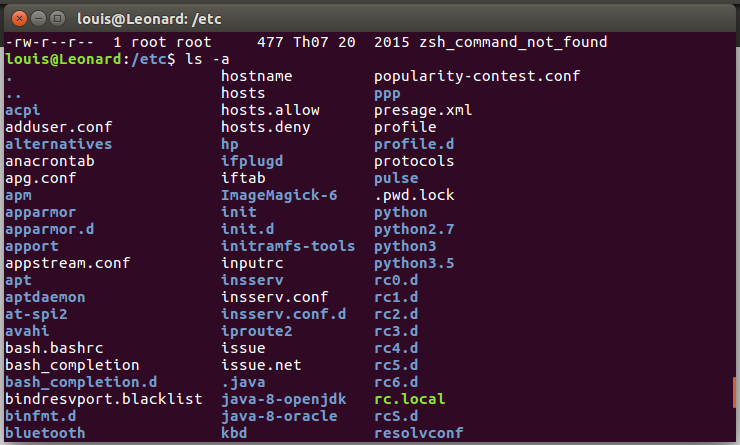 louis@Leonard: /etc
-rw-r--r--  1 root root     477 Th07 20  2015 zsh_command_not_found
louis@Leonard:/etc$ ls -a
.                        hostname           popularity-contest.conf
..                       hosts              ppp
acpi                     hosts.allow        presage.xml
adduser.conf             hosts.deny         profile
alternatives             hp                 profile.d
anacrontab               ifplugd            protocols
apg.conf                 iftab              pulse
apm                      ImageMagick-6      .pwd.lock
apparmor                 init               python
apparmor.d               init.d             python2.7
apport                   initramfs-tools    python3
appstream.conf           inputrc            python3.5
apt                      insserv            rc0.d
aptdaemon                insserv.conf       rc1.d
at-spi2                  insserv.conf.d     rc2.d
avahi                    iproute2           rc3.d
bash.bashrc              issue              rc4.d
bash_completion          issue.net          rc5.d
bash_completion.d        .java              rc6.d
bindresvport.blacklist   java-8-openjdk     rc.local
binfmt.d                 java-8-oracle      rcS.d
bluetooth                kbd                resolvconf